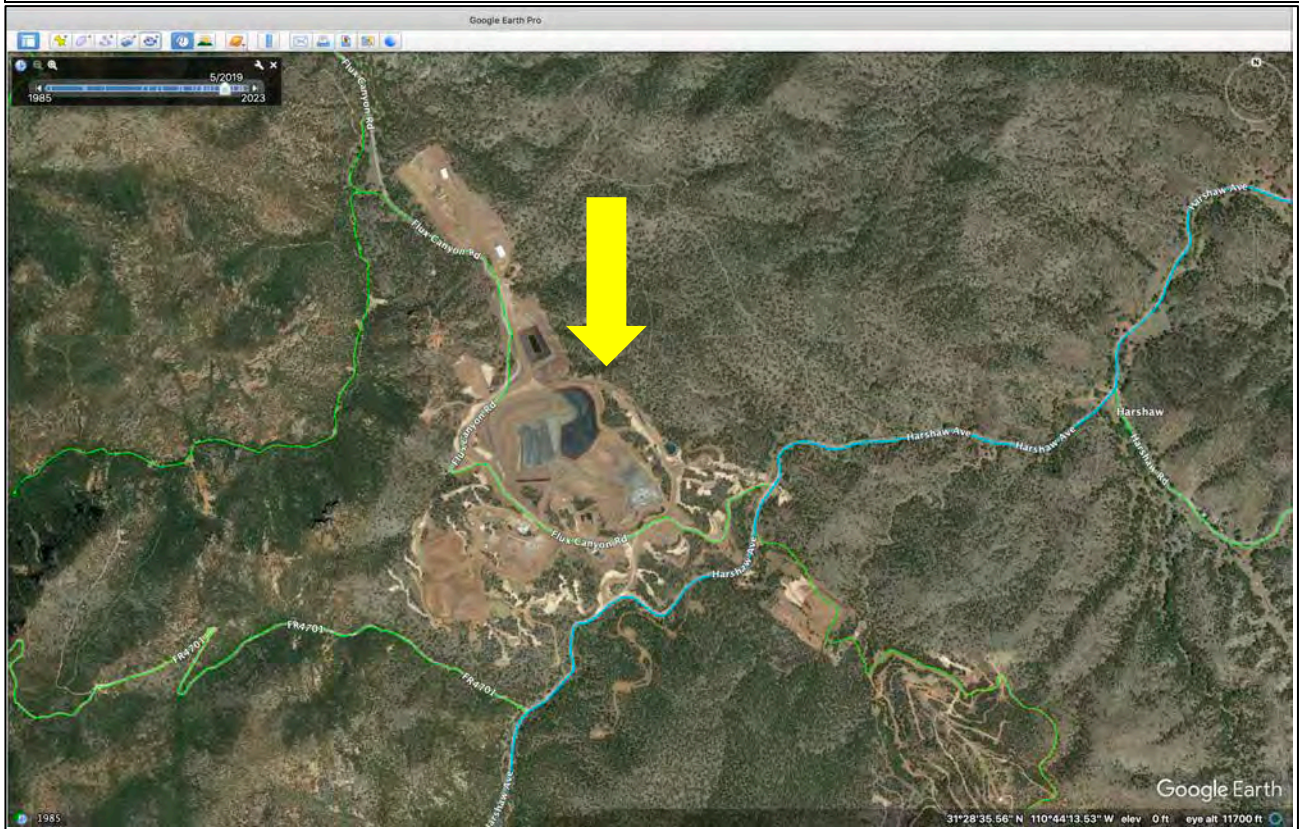 Google Earth Pro
5/2019
1985
2023
N
Flux Canyon Rd
Flux Canyon Rd
Harshaw Ave
Harshaw
Flux Canyon Rd
Harshaw Ave
Harshaw Ave
Harshaw Rd
Flux Canyon Rd
Harshaw Ave
FR4701
FR4701
FR4701
Harshaw Ave
Google Earth
1985
31°28'35.56" N 110°44'13.53" W elev 0 ft eye alt 11700 ft